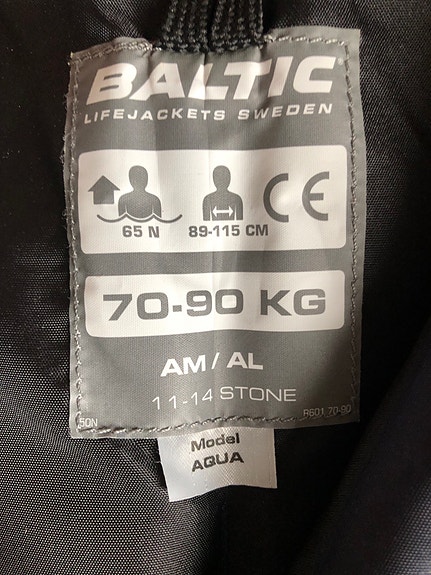 BALTIC
LIFEJACKETS SWEDEN
65 N 89-115 CM CE
70-90 KG
AM / AL
11-14 STONE
50N R601 70-90
Model
AQUA